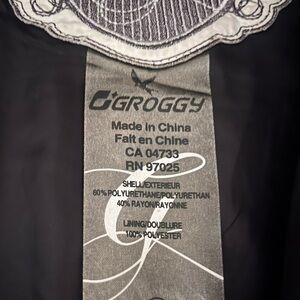 GROGGY
Made in China
Fait en Chine
CA 04733
RN 97025
SHELL/EXTERIEUR
60% POLYURETHANE/POLYURETHAN
40% RAYON/RAYONNE
LINING/DOUBLURE
100% POLYESTER